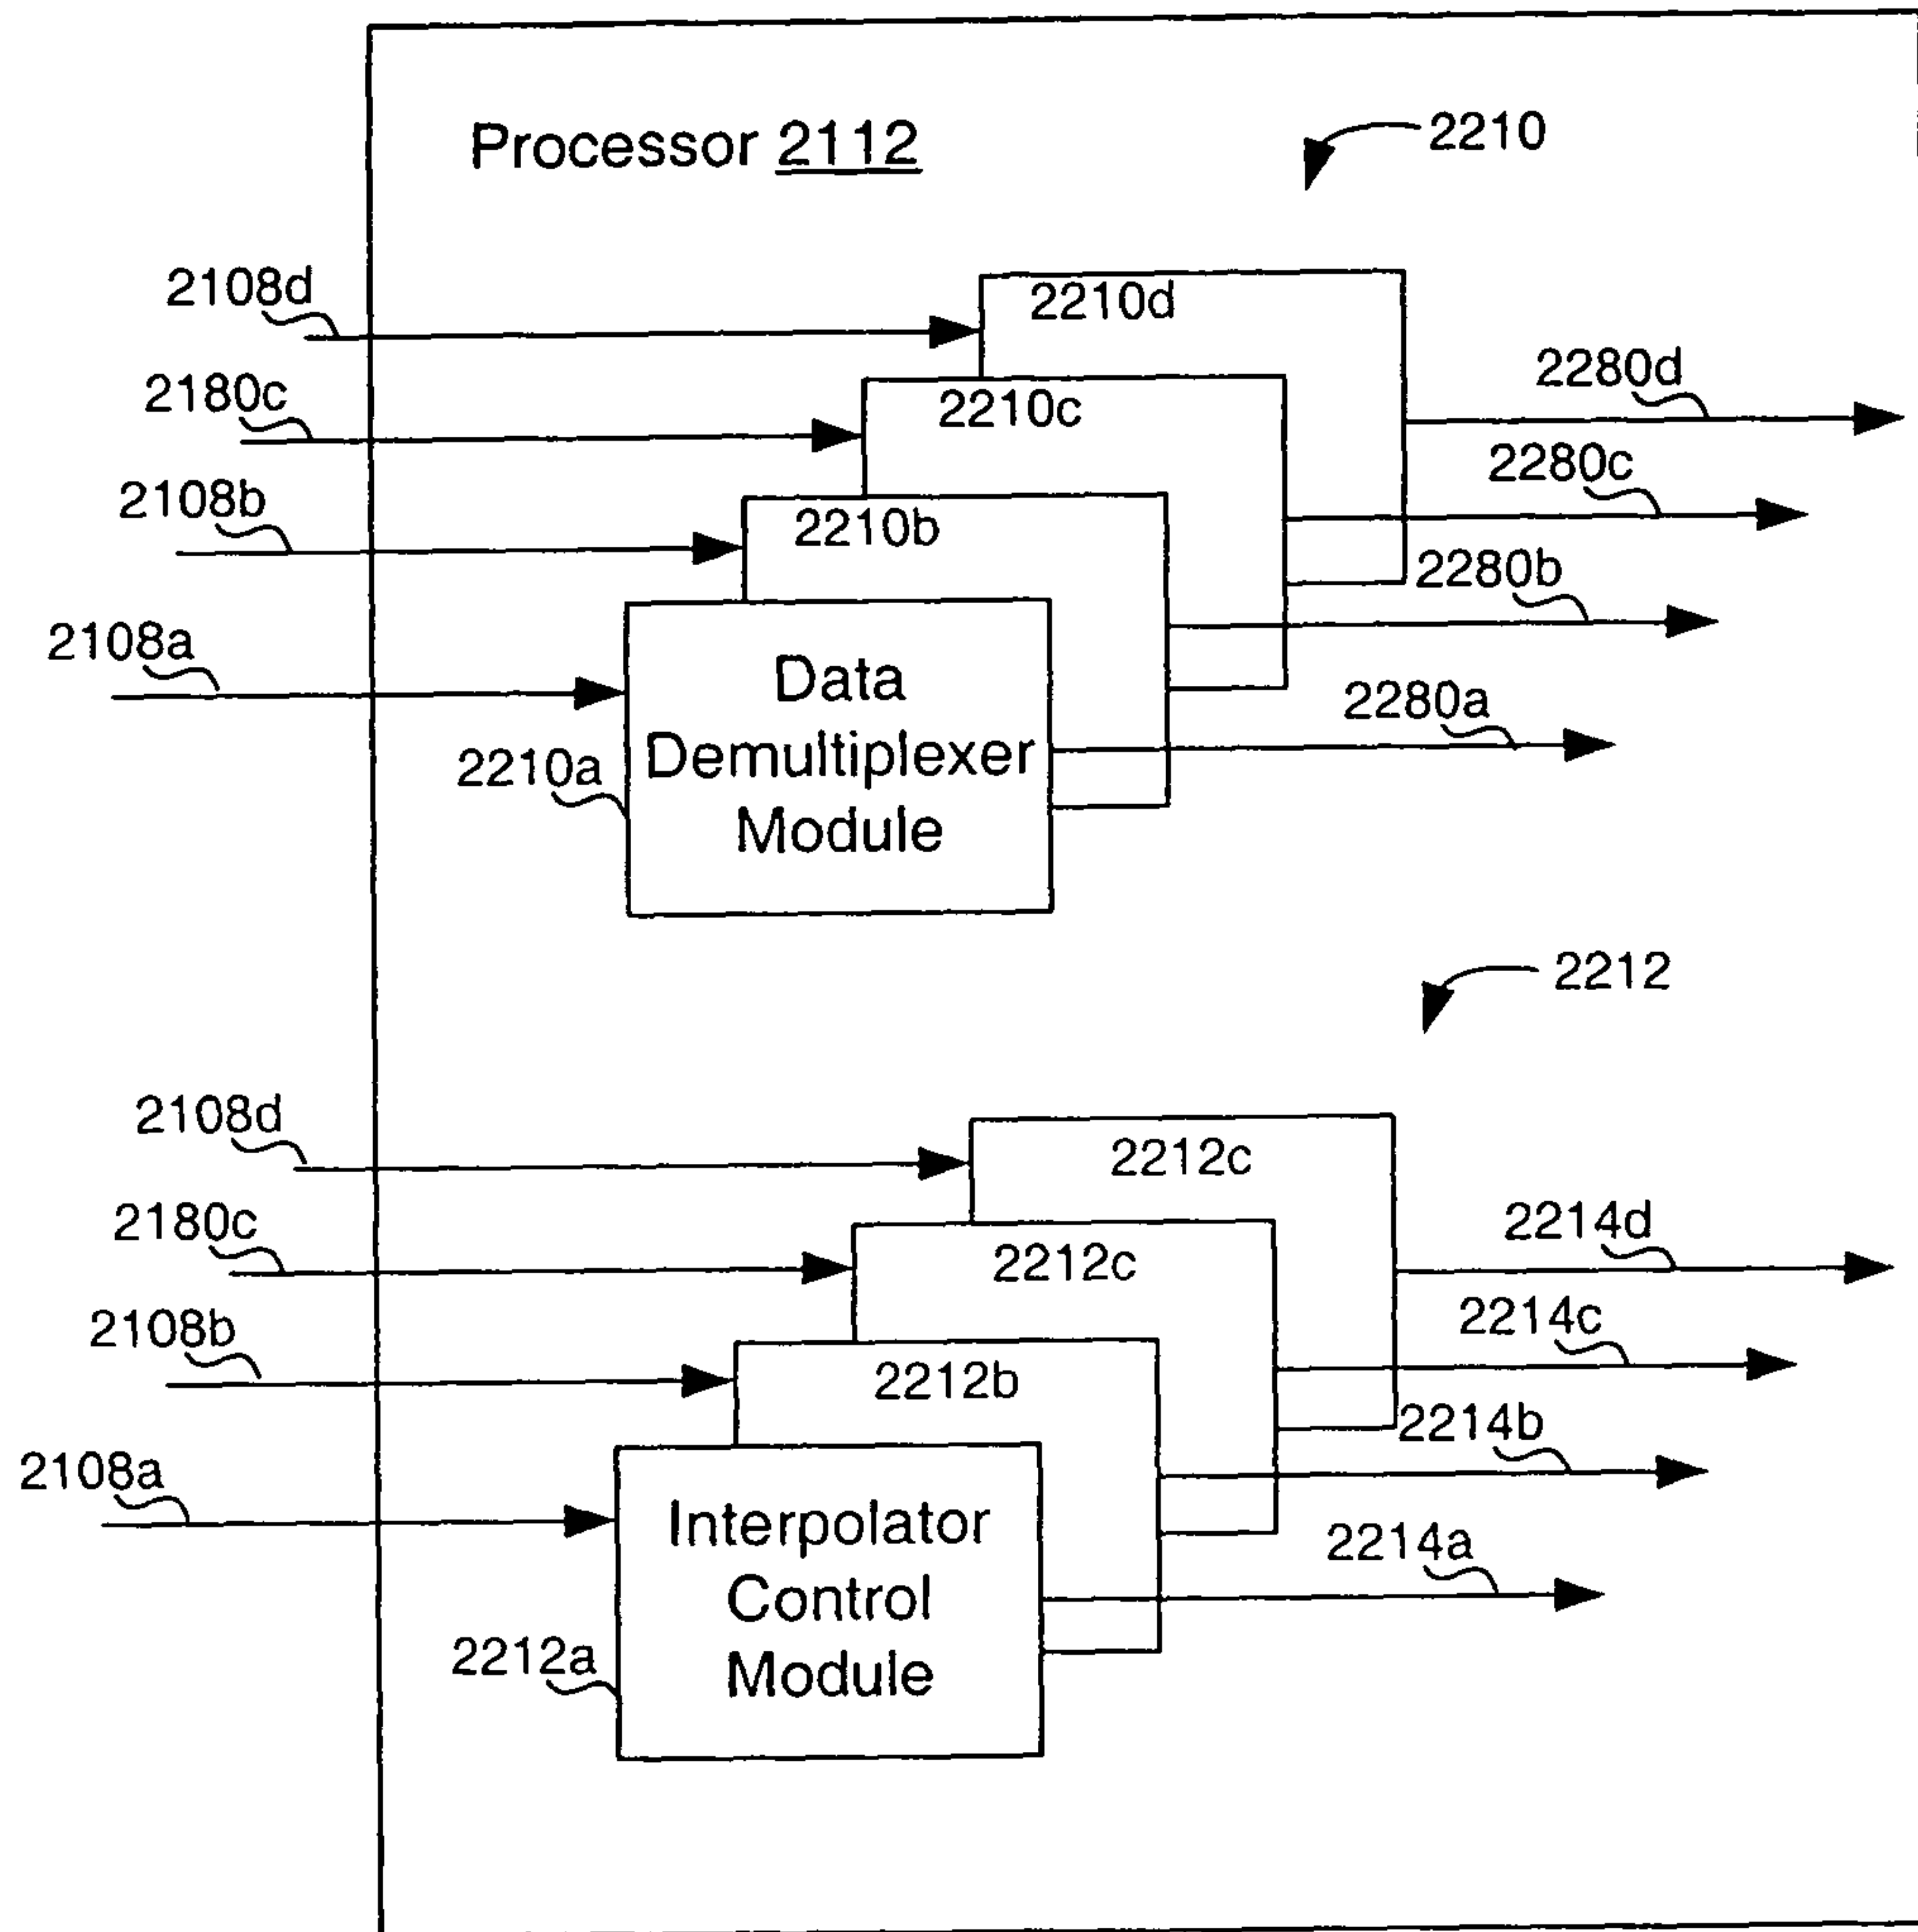 Processor 2112
2210
2108d
2210d
2180c
2210c
2280d
2108b
2210b
2280c
2280b
2108a
Data
Demultiplexer
Module
2210a
2280a
2212
2108d
2212c
2180c
2212c
2214d
2108b
2212b
2214c
2214b
2108a
Interpolator
Control
Module
2212a
2214a